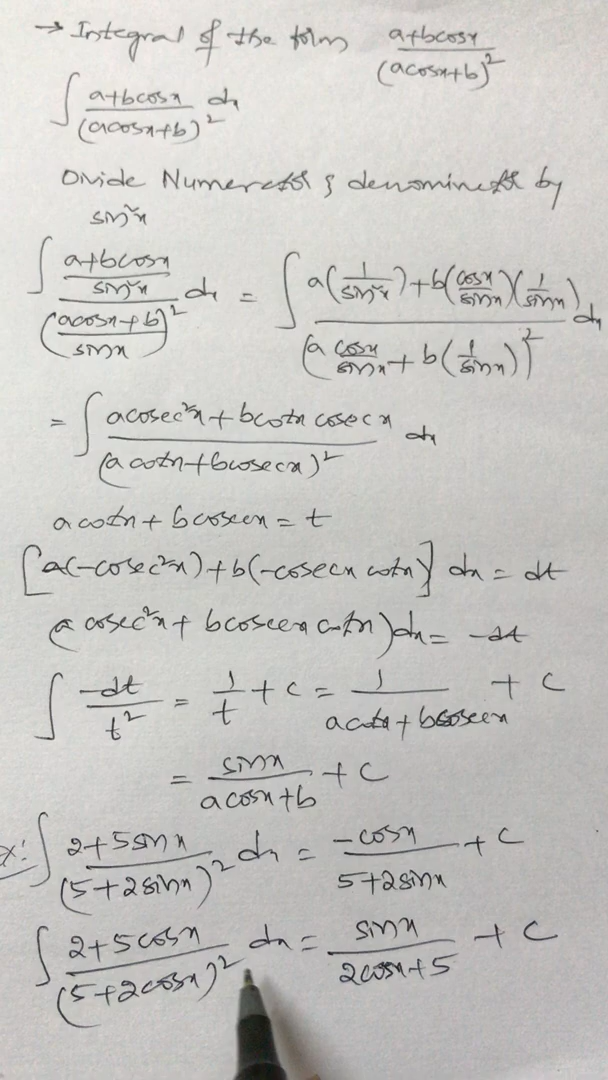 → Integral of the form (a+bcosx)/(acosx+b)²
∫ (a+bcosx)/(acosx+b)² dx
Divide Numerator & denominator by
sin²x
∫ ((a+bcosx)/sin²x)/((acosx+b)/sinx)² dx = ∫ (a(1/sin²x)+b(cosx/sinx)(1/sinx))/(a cosx/sinx + b(1/sinx))² dx
= ∫ (acosec²x + bcotx cosecx)/(acotx+bcosecx)² dx
acotx + bcosecx = t
[a(-cosec²x)+b(-cosecx cotx] dx = dt
(a cosec²x + bcosecx cotx)dx = -dt
∫ -dt/t² = 1/t + c = 1/(acotx + bcosecx) + c
= sinx/(acosx+b) + c
x: ∫ (2+5sinx)/(5+2sinx)² dx = -cosx/(5+2sinx) + c
∫ (2+5cosx)/(5+2cosx)² dx = sinx/(2cosx+5) + c